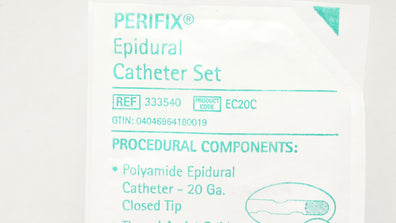 PERIFIX®
Epidural
Catheter Set
REF 333540 PRODUCT CODE EC20C
GTIN: 04046964180019
PROCEDURAL COMPONENTS:
• Polyamide Epidural
Catheter – 20 Ga.
Closed Tip